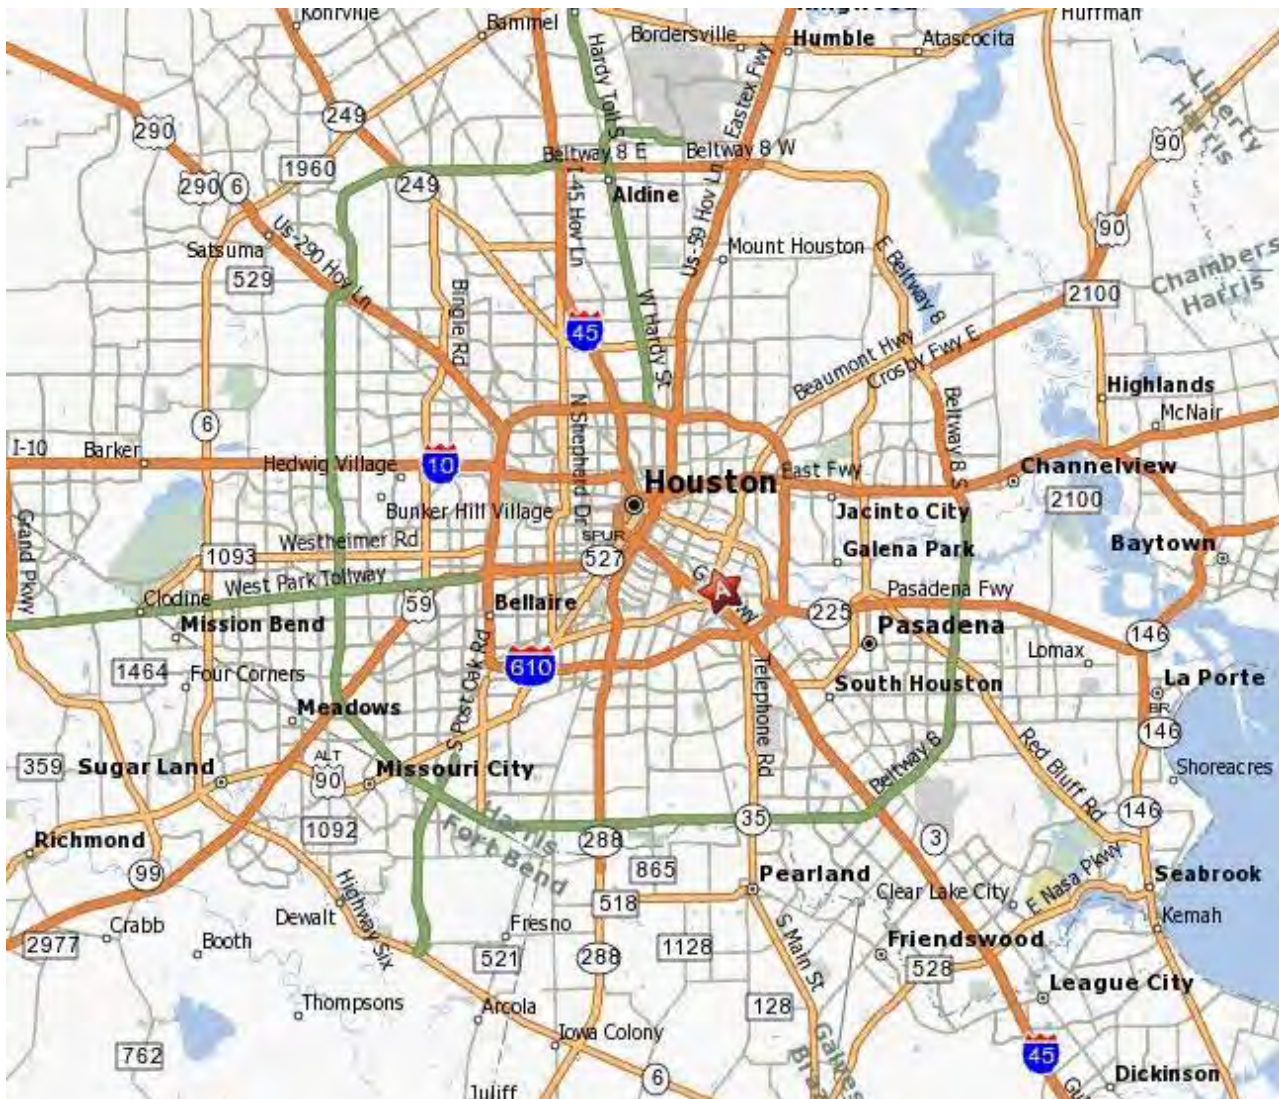 Kohrville
Bammel
Bordersville
Humble
Atascocita
Huffman
Hardy Toll S
Eastex Fwy
Liberty
Harris
290
249
90
Beltway 8 E
Beltway 8 W
1960
290
6
249
Aldine
I-45 Hov Ln
Us-59 Hov Ln
90
Satsuma
Us-290 Hov Ln
Mount Houston
E Beltway 8
Chambers
Harris
529
Bingle Rd
2100
45
W Hardy St
Beaumont Hwy
Crosby Fwy E
Highlands
McNair
N Shepherd Dr
Beltway 8 S
6
I-10
Barker
Hedwig Village
10
Houston
East Fwy
Channelview
2100
Bunker Hill Village
Jacinto City
Grand Pkwy
Westheimer Rd
SPUR
527
Galena Park
Baytown
1093
West Park Tollway
G
A
wy
Pasadena Fwy
Clodine
59
Bellaire
225
Mission Bend
Pasadena
146
1464
Four Corners
610
S Post Oak Rd
Telephone Rd
Lomax
La Porte
South Houston
Meadows
BR
146
359
Sugar Land
ALT
90
Missouri City
Beltway 8
Red Bluff Rd
Shoreacres
Harris
Fort Bend
1092
288
35
146
3
Richmond
99
865
Pearland
Clear Lake City
E Nasa Pkwy
Seabrook
518
Highway Six
Dewalt
Fresno
Kemah
2977
Crabb
Booth
521
288
1128
S Main St
Friendswood
528
League City
Thompsons
Arcola
128
Iowa Colony
762
6
45
Juliff
Dickinson